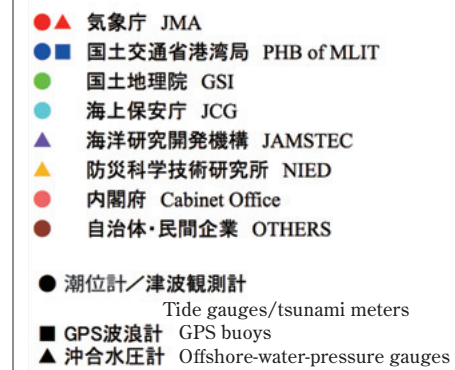 ●▲ 気象庁 JMA
●■ 国土交通省港湾局 PHB of MLIT
● 国土地理院 GSI
● 海上保安庁 JCG
▲ 海洋研究開発機構 JAMSTEC
▲ 防災科学技術研究所 NIED
● 内閣府 Cabinet Office
● 自治体・民間企業 OTHERS
● 潮位計／津波観測計
Tide gauges/tsunami meters
■ GPS波浪計 GPS buoys
▲ 沖合水圧計 Offshore-water-pressure gauges